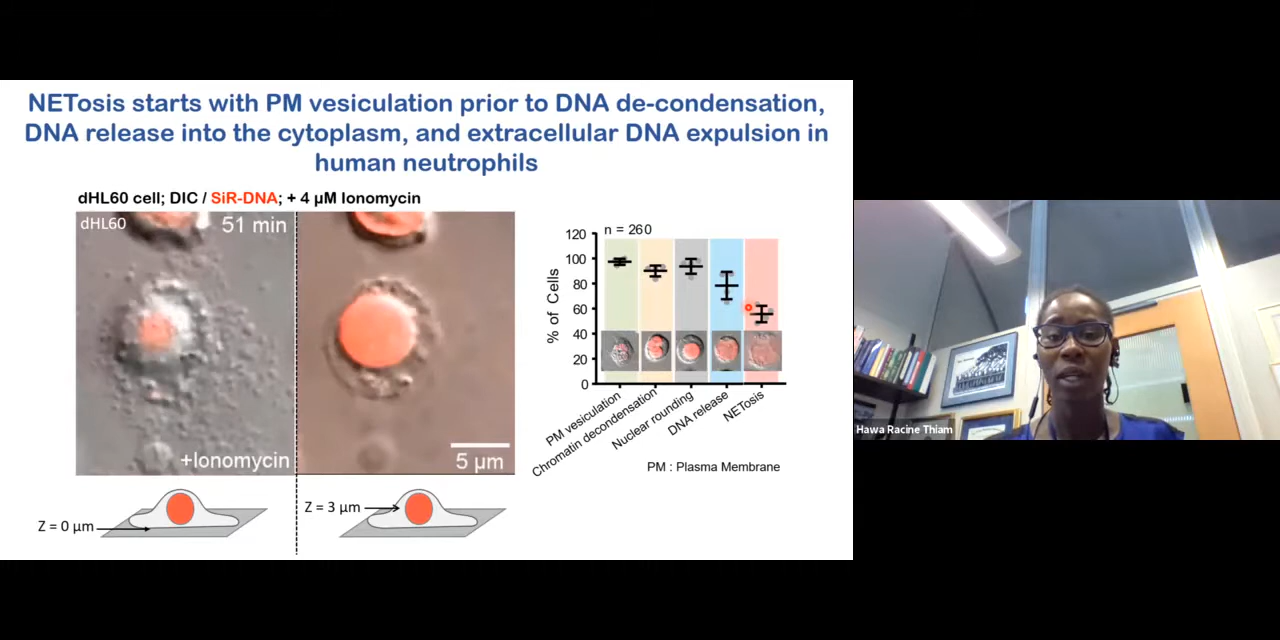 NETosis starts with PM vesiculation prior to DNA de-condensation,
DNA release into the cytoplasm, and extracellular DNA expulsion in
human neutrophils
dHL60 cell; DIC / SiR-DNA; + 4 µM Ionomycin
dHL60
51 min
+Ionomycin
5 µm
Z = 0 µm
Z = 3 µm
n = 260
% of Cells
120
100
80
60
40
20
0
PM vesiculation
Chromatin decondensation
Nuclear rounding
DNA release
NETosis
PM : Plasma Membrane
Hawa Racine Thiam